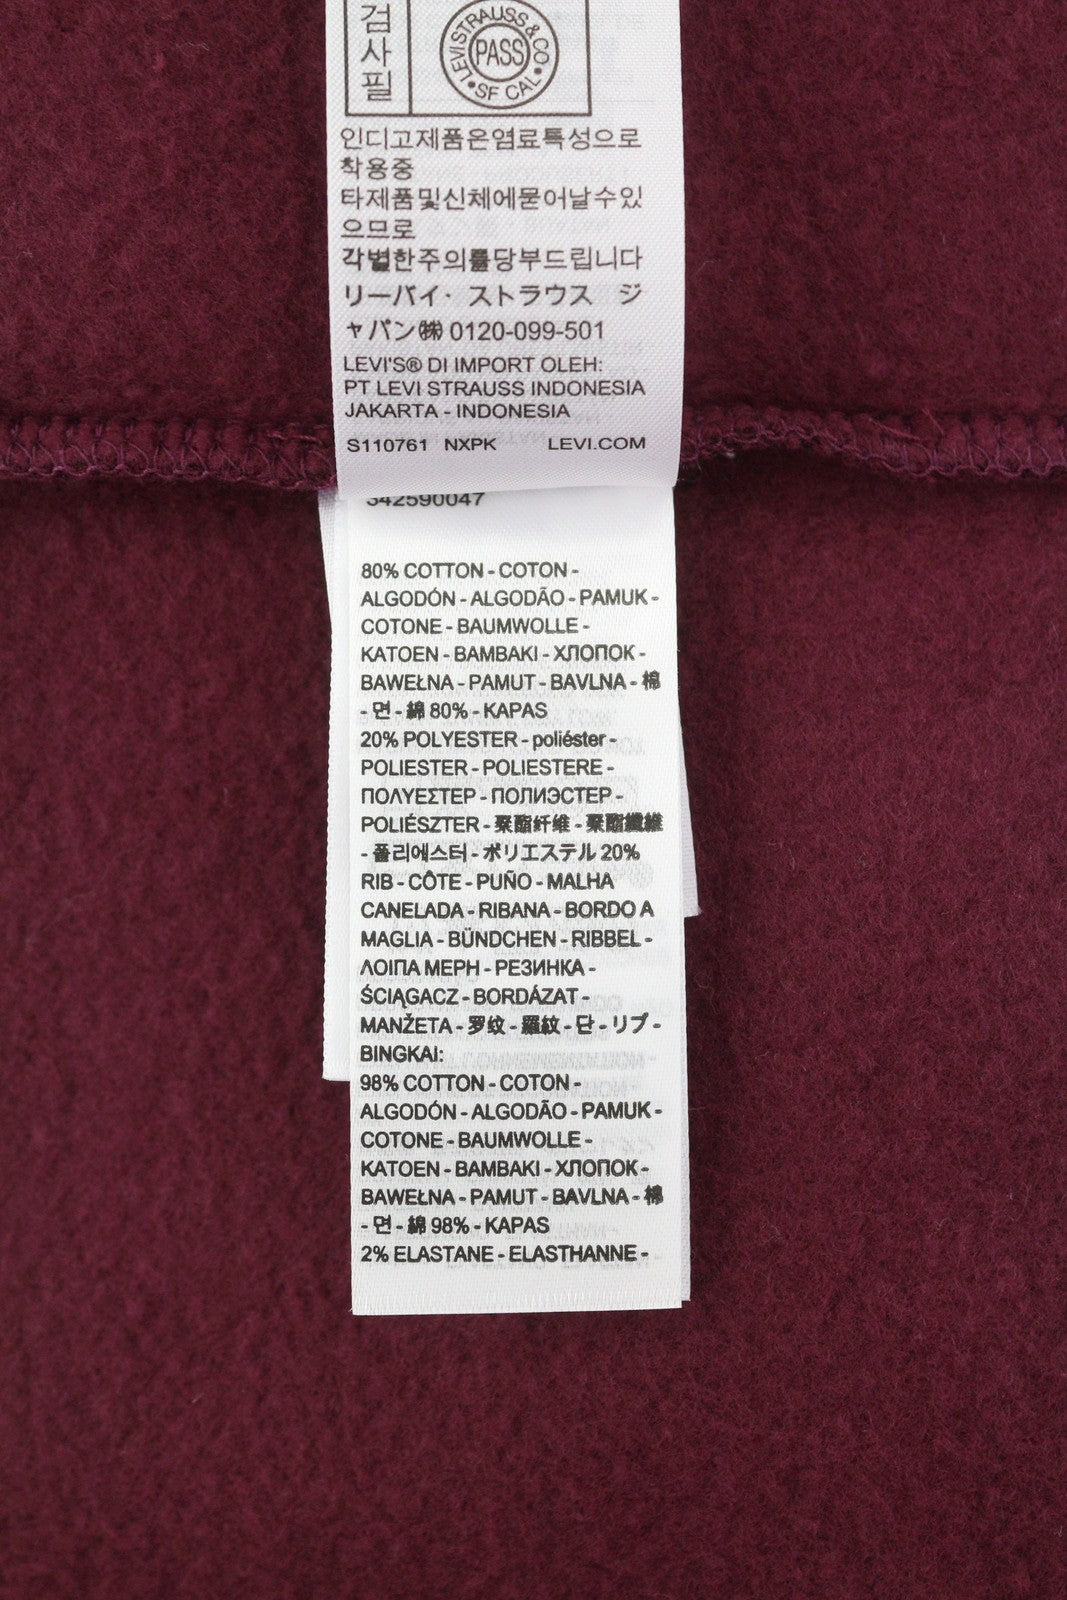 검
사
필
LEVI STRAUSS & CO
PASS
SF CAL
인디고제품은염료특성으로
착용중
타제품및신체에묻어날수있
으므로
각별한주의를당부드립니다
リーバイ・ストラウス ジ
ャパン㈱ 0120-099-501
LEVI'S® DI IMPORT OLEH:
PT LEVI STRAUSS INDONESIA
JAKARTA - INDONESIA
S110761 NXPK LEVI.COM
342590047
80% COTTON - COTON -
ALGODÓN - ALGODÃO - PAMUK -
COTONE - BAUMWOLLE -
KATOEN - BAMBAKI - ХЛОПОК -
BAWEŁNA - PAMUT - BAVLNA - 棉
- 면 - 綿 80% - KAPAS
20% POLYESTER - poliéster -
POLIESTER - POLIESTERE -
ΠΟΛΥΕΣΤΕΡ - ПОЛИЭСТЕР -
POLIÉSZTER - 聚酯纤维 - 聚酯纖維
- 폴리에스터 - ポリエステル 20%
RIB - CÔTE - PUÑO - MALHA
CANELADA - RIBANA - BORDO A
MAGLIA - BÜNDCHEN - RIBBEL -
ΛΟΙΠΑ ΜΕΡΗ - РЕЗИНКА -
ŚCIĄGACZ - BORDÁZAT -
MANŽETA - 罗纹 - 羅紋 - 단 - リブ -
BINGKAI:
98% COTTON - COTON -
ALGODÓN - ALGODÃO - PAMUK -
COTONE - BAUMWOLLE -
KATOEN - BAMBAKI - ХЛОПОК -
BAWEŁNA - PAMUT - BAVLNA - 棉
- 면 - 綿 98% - KAPAS
2% ELASTANE - ELASTHANNE -